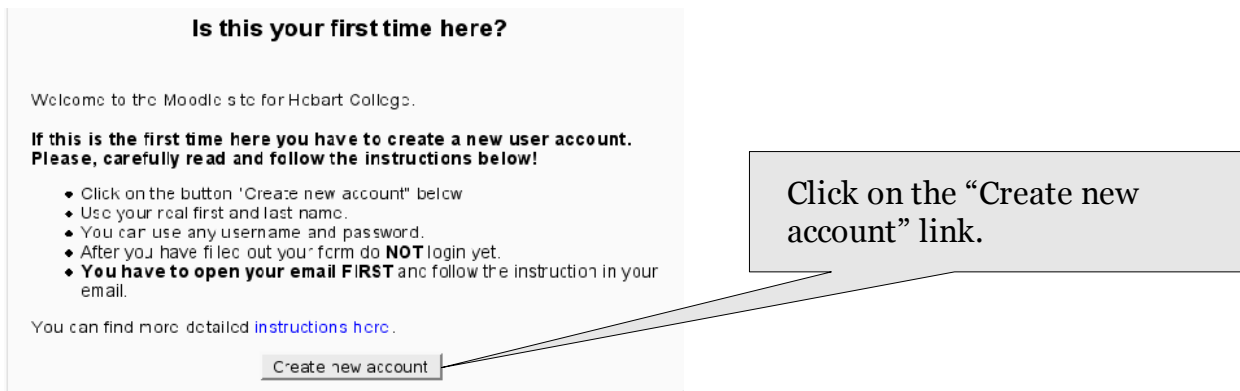 Is this your first time here?
Welcome to the Moodle site for Hobart College.
If this is the first time here you have to create a new user account.
Please, carefully read and follow the instructions below!
Click on the button "Create new account" below
Use your real first and last name.
You can use any username and password.
After you have filled out your form do NOT login yet.
You have to open your email FIRST and follow the instruction in your
email.
You can find more detailed instructions here.
Create new account
Click on the “Create new
account” link.